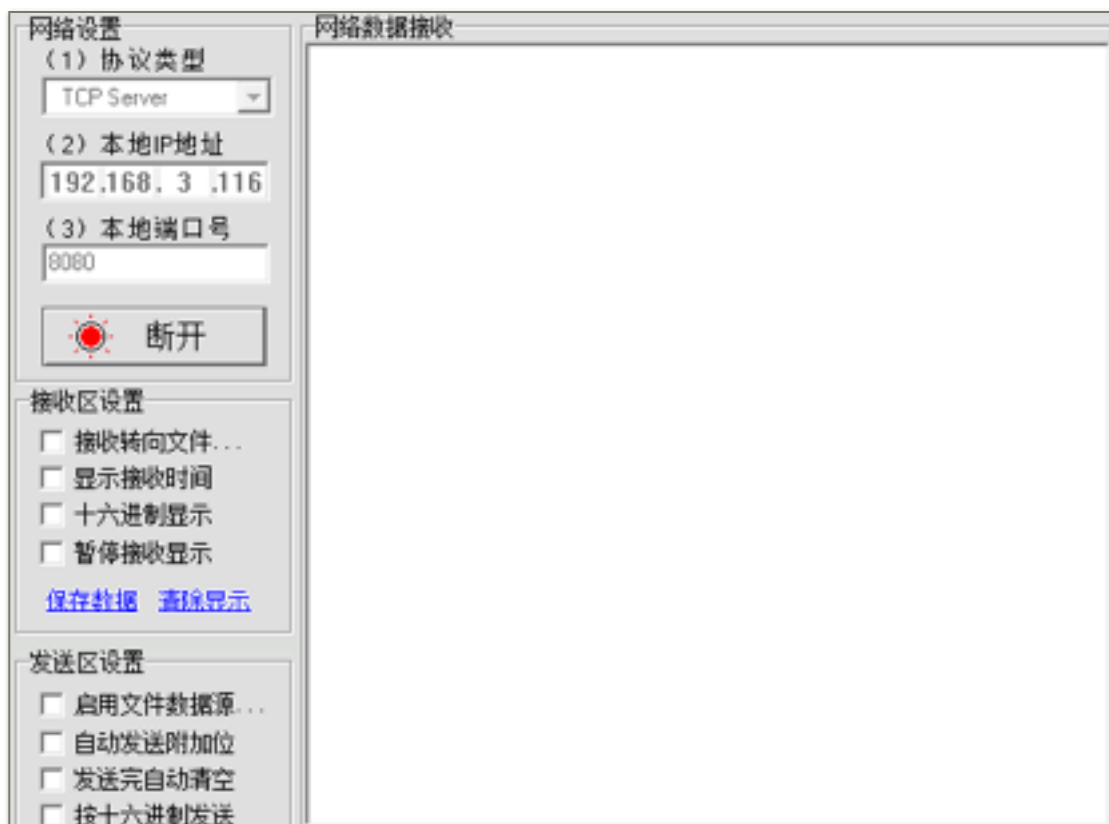 网络设置
(1) 协议类型
TCP Server
(2) 本地IP地址
192.168. 3 .116
(3) 本地端口号
8080
断开
接收区设置
接收转向文件...
显示接收时间
十六进制显示
暂停接收显示
保存数据 清除显示
发送区设置
启用文件数据源...
自动发送附加位
发送完自动清空
按十六进制发送
网络数据接收